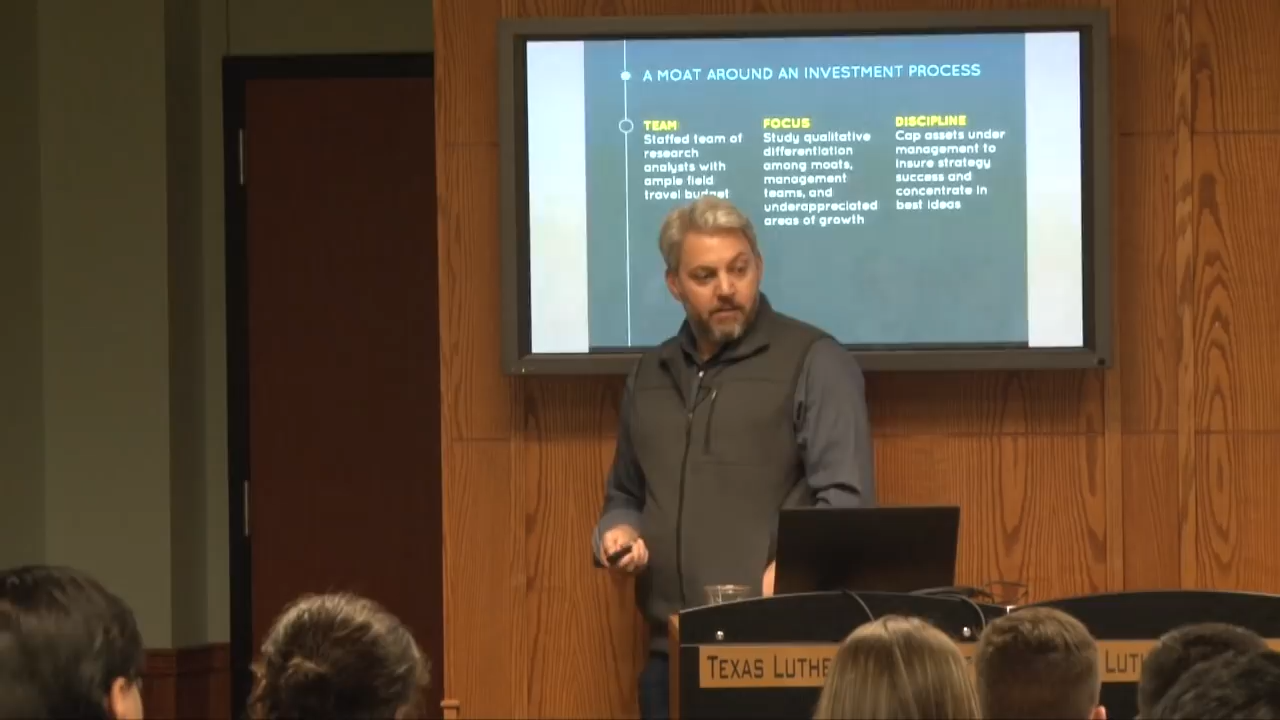 A MOAT AROUND AN INVESTMENT PROCESS
TEAM
Staffed team of
research
analysts with
ample field
travel budget
FOCUS
Study qualitative
differentiation
among moats,
management
teams, and
underappreciated
areas of growth
DISCIPLINE
Cap assets under
management to
insure strategy
success and
concentrate in
best ideas
TEXAS LUTHE
LUT